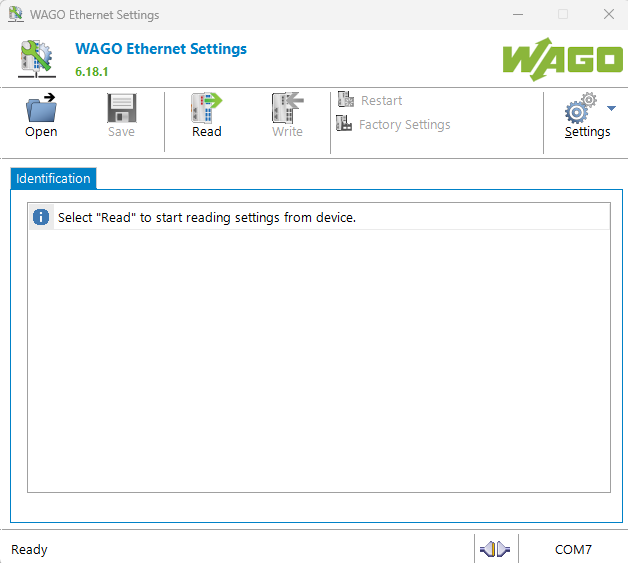 WAGO Ethernet Settings
WAGO Ethernet Settings
6.18.1
WAGO
Open
Save
Read
Write
Restart
Factory Settings
Settings
Identification
Select "Read" to start reading settings from device.
Ready
COM7